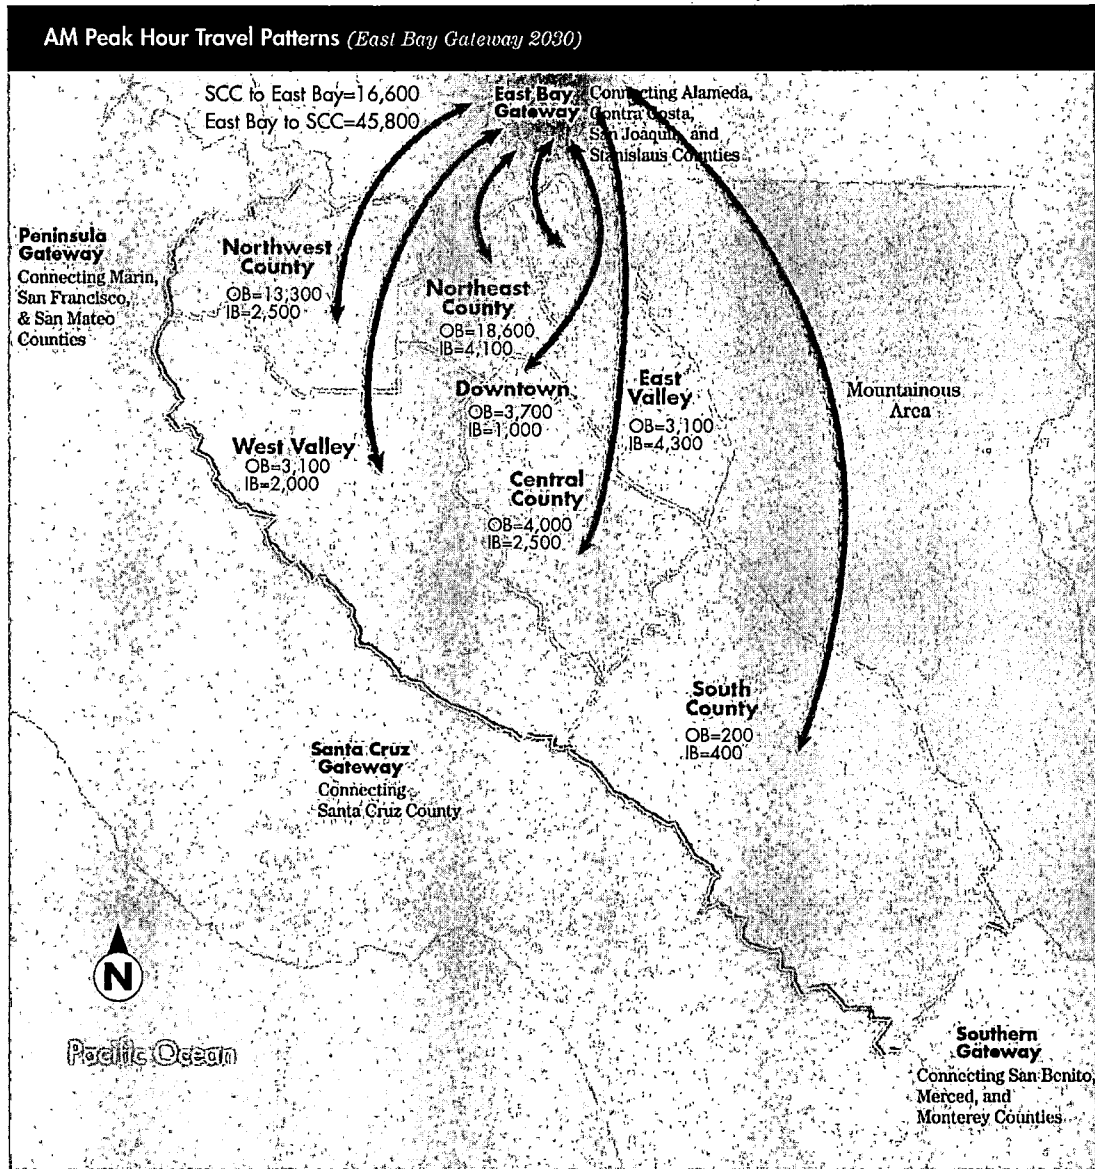 AM Peak Hour Travel Patterns (East Bay Gateway 2030)
SCC to East Bay=16,600
East Bay to SCC=45,800
East Bay
Gateway
Connecting Alameda,
Contra Costa,
San Joaquin, and
Stanislaus Counties
Peninsula
Gateway
Connecting Marin,
San Francisco,
& San Mateo
Counties
Northwest
County
OB=13,300
IB=2,500
Northeast
County
OB=18,600
IB=4,100
Downtown
OB=3,700
IB=1,000
East
Valley
OB=3,100
IB=4,300
Mountainous
Area
West Valley
OB=3,100
IB=2,000
Central
County
OB=4,000
IB=2,500
South
County
OB=200
IB=400
Santa Cruz
Gateway
Connecting
Santa Cruz County
N
Pacific Ocean
Southern
Gateway
Connecting San Benito,
Merced, and
Monterey Counties